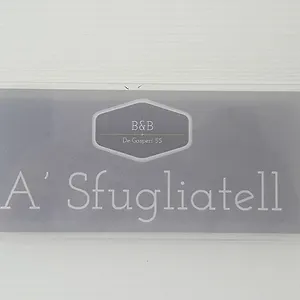 B&B
De Gasperi 55
A' Sfugliatell